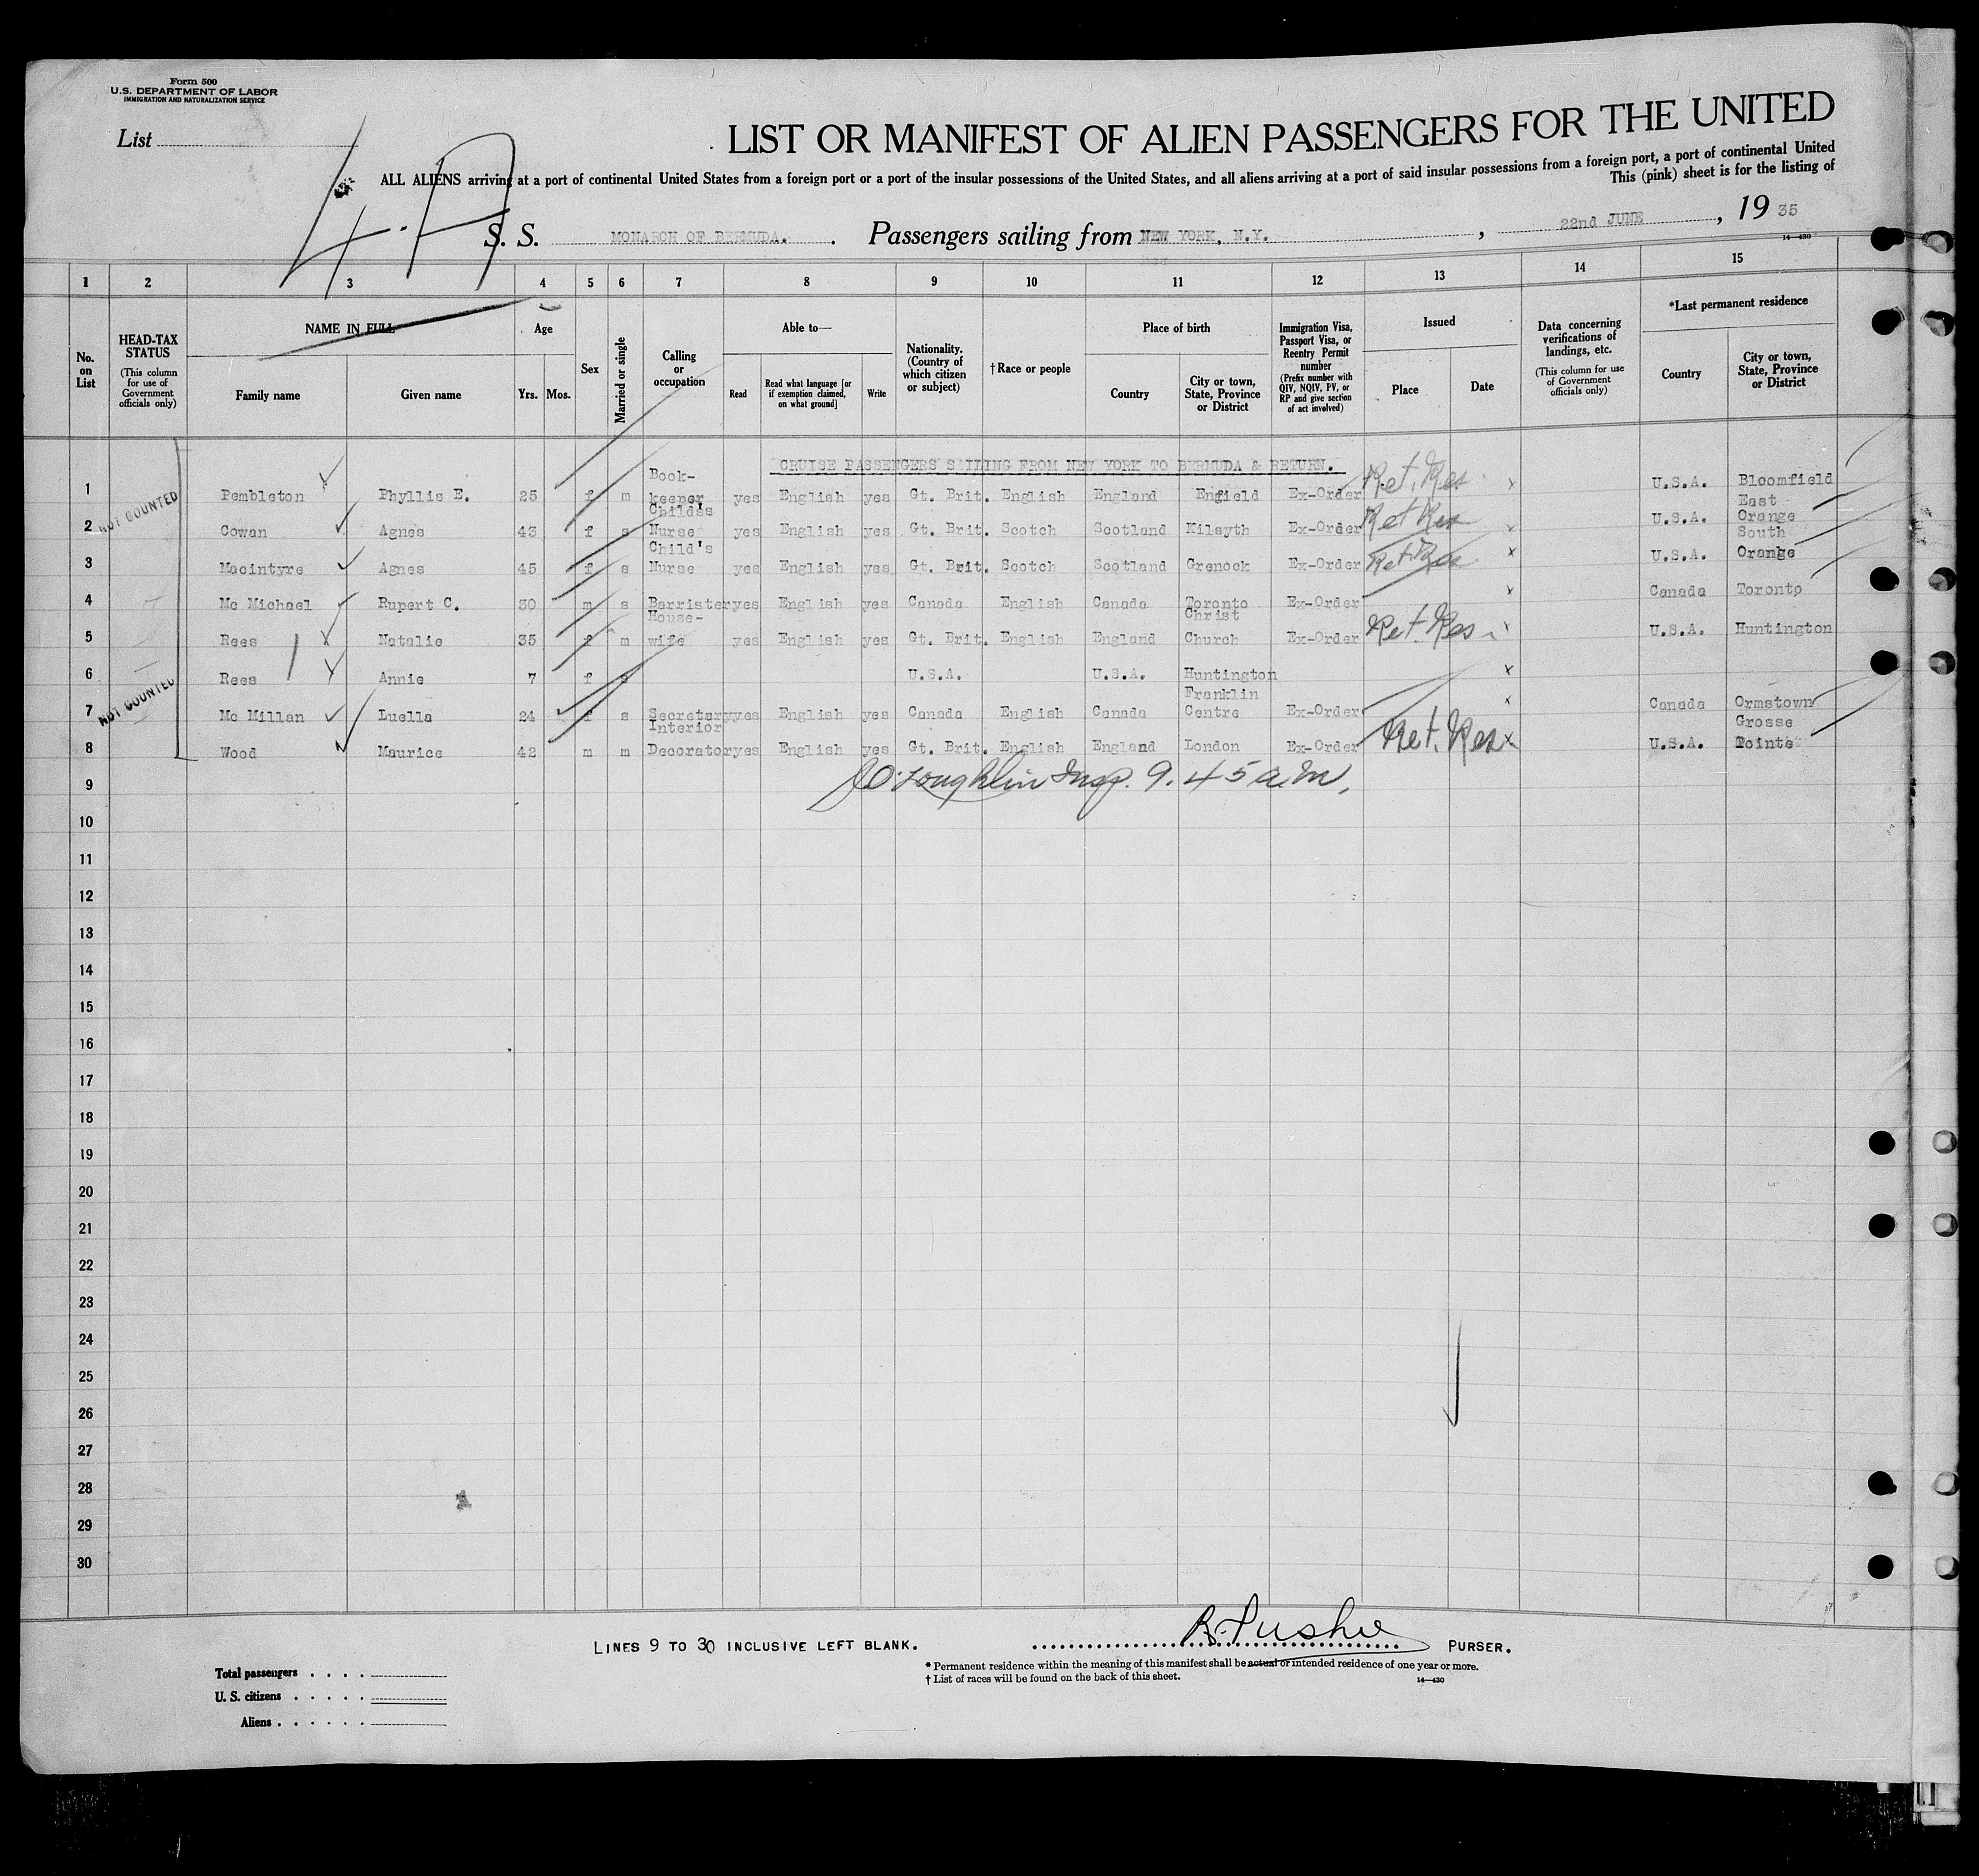 Form 500
U.S. DEPARTMENT OF LABOR
IMMIGRATION AND NATURALIZATION SERVICE
List
4-A
LIST OR MANIFEST OF ALIEN PASSENGERS FOR THE UNITED
ALL ALIENS arriving at a port of continental United States from a foreign port or a port of the insular possessions of the United States, and all aliens arriving at a port of said insular possessions from a foreign port, a port of continental United
This (pink) sheet is for the listing of
S. S. MONARCH OF BERMUDA. Passengers sailing from NEW YORK. N.Y. , 22nd JUNE , 19 35
14—430
1 2 3 4 5 6 7 8 9 10 11 12 13 14 15
No. on List
HEAD-TAX STATUS (This column for use of Government officials only)
NAME IN FULL Family name Given name
Age Yrs. Mos.
Sex
Married or single
Calling or occupation
Able to— Read Read what language [or if exemption claimed, on what ground] Write
Nationality. (Country of which citizen or subject)
†Race or people
Place of birth Country City or town, State, Province or District
Immigration Visa, Passport Visa, or Reentry Permit number (Prefix number with QIV, NQIV, PV, or RP and give section of act involved)
Issued Place Date
Data concerning verifications of landings, etc. (This column for use of Government officials only)
*Last permanent residence Country City or town, State, Province or District
CRUISE PASSENGERS SAILING FROM NEW YORK TO BERMUDA & RETURN.
NOT COUNTED
1 Pembleton Phyllis E. 25 f m Book-keeper yes English yes Gt. Brit. English England Enfield Ex-Order Ret. Res x U.S.A. Bloomfield
2 Cowan Agnes 43 f s Childs Nurse yes English yes Gt. Brit. Scotch Scotland Kilsyth Ex-Order Ret Res x U.S.A. East Orange
3 Macintyre Agnes 45 f s Child's Nurse yes English yes Gt. Brit. Scotch Scotland Grenock Ex-Order Ret. Res x U.S.A. South Orange
4 Mc Michael Rupert C. 30 m s Barrister yes English yes Canada English Canada Toronto Ex-Order x Canada Toronto
5 Rees Natalie 35 f m House-wife yes English yes Gt. Brit. English England Christ Church Ex-Order Ret. Res x U.S.A. Huntington
6 Rees Annie 7 f s U.S.A. U.S.A. Huntington x
NOT COUNTED
7 Mc Millan Luella 24 f s Secretary yes English yes Canada English Canada Franklin Centre Ex-Order x Canada Ormstown
8 Wood Maurice 42 m m Interior Decorator yes English yes Gt. Brit. English England London Ex-Order Ret. Res x U.S.A. Grosse Pointe
9 O'Loughlin Insp. 9.45 a.m.
10
11
12
13
14
15
16
17
18
19
20
21
22
23
24
25
26
27
28
29
30
LINES 9 TO 30 INCLUSIVE LEFT BLANK. PURSER.
Total passengers
U. S. citizens
Aliens
* Permanent residence within the meaning of this manifest shall be actual or intended residence of one year or more.
† List of races will be found on the back of this sheet.
14—430